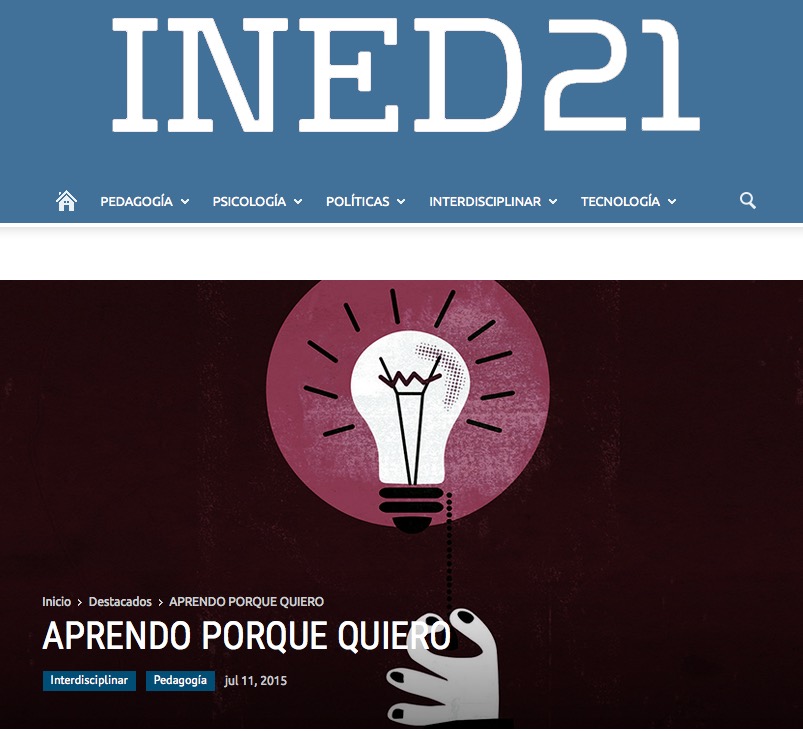 INED21
PEDAGOGÍA PSICOLOGÍA POLÍTICAS INTERDISCIPLINAR TECNOLOGÍA
Inicio > Destacados > APRENDO PORQUE QUIERO
APRENDO PORQUE QUIERO
Interdisciplinar Pedagogía jul 11, 2015